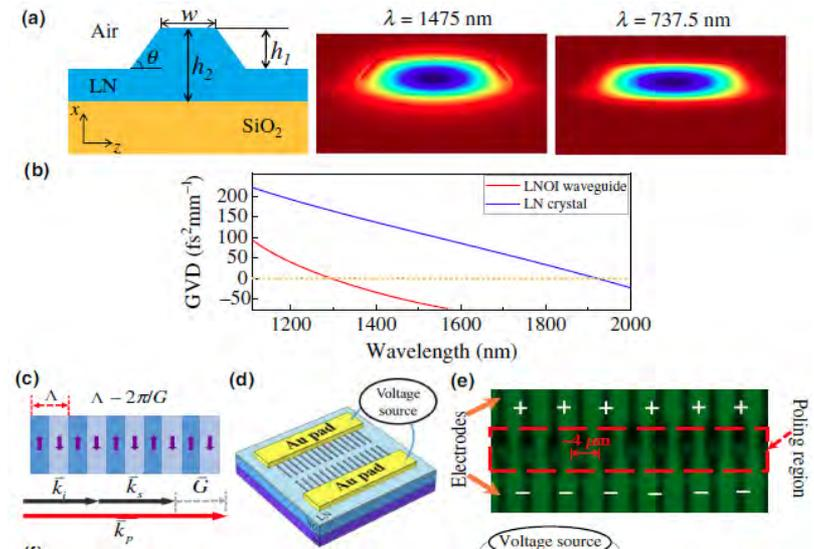 (a)
Air
w
θ
h₂
h₁
LN
SiO₂
x
z
λ = 1475 nm
λ = 737.5 nm
(b)
GVD (fs²mm⁻¹)
200
150
100
50
0
−50
LNOI waveguide
LN crystal
1200 1400 1600 1800 2000
Wavelength (nm)
(c)
Λ
Λ − 2π/G
k̄ᵢ k̄ₛ Ḡ
k̄ₚ
(d)
Voltage
source
Au pad
Au pad
LN
(e)
Electrodes
+ + + + + +
~4 μm
− − − − − −
Poling region
Voltage source